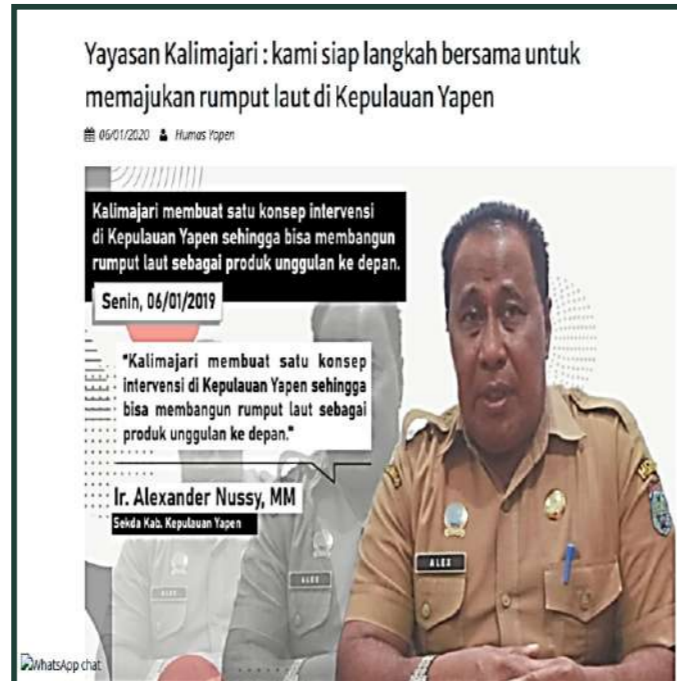 Yayasan Kalimajari : kami siap langkah bersama untuk
memajukan rumput laut di Kepulauan Yapen
06/01/2020 Humas Yapen
Kalimajari membuat satu konsep intervensi
di Kepulauan Yapen sehingga bisa membangun
rumput laut sebagai produk unggulan ke depan.
Senin, 06/01/2019
"Kalimajari membuat satu konsep
intervensi di Kepulauan Yapen sehingga
bisa membangun rumput laut sebagai
produk unggulan ke depan."
Ir. Alexander Nussy, MM
Sekda Kab. Kepulauan Yapen
ALEX
ALEX
ALEX
WhatsApp chat